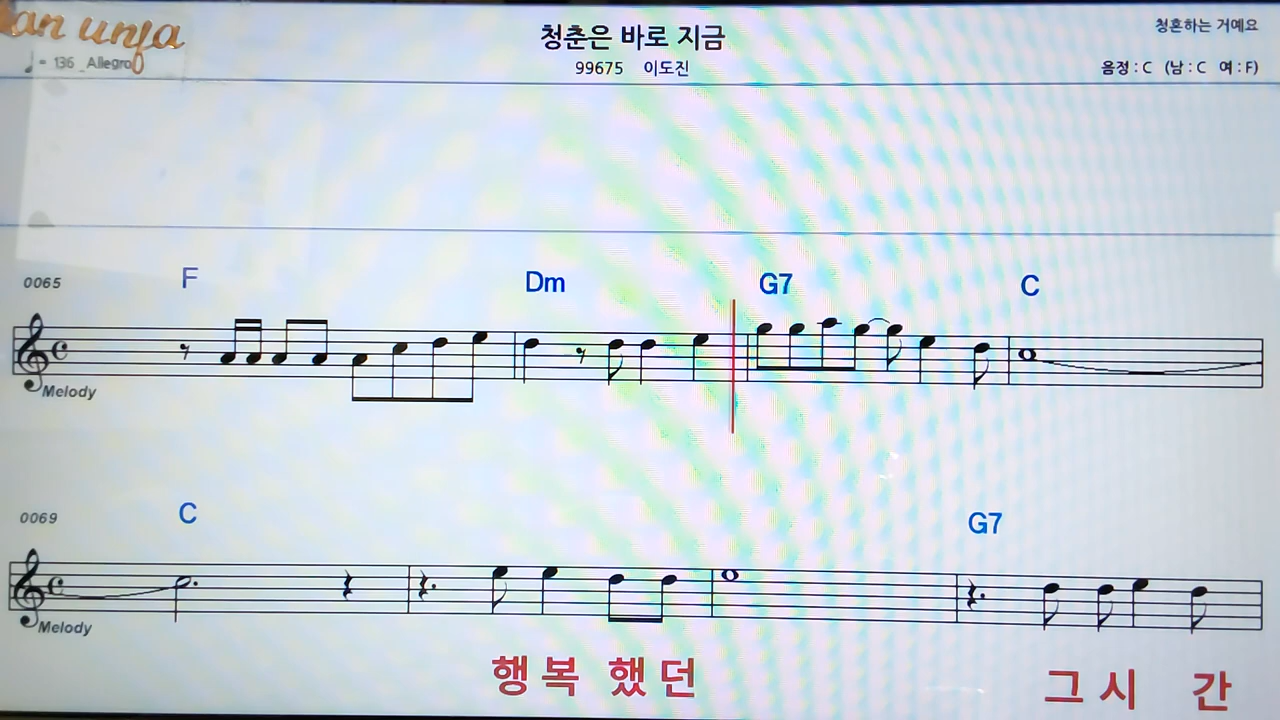 an unja
♩ = 136 _Allegro
청춘은 바로 지금
99675 이도진
청혼하는 거예요
음정 : C (남 : C 여 : F)
0065 F Dm G7 C
Melody
0069 C G7
Melody
행복 했던 그시 간